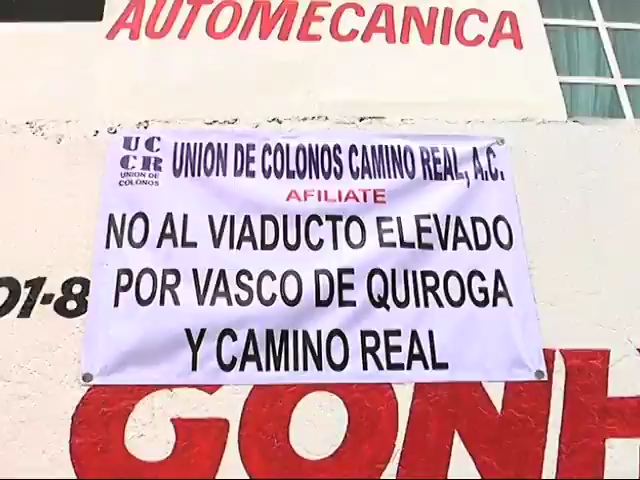 AUTOMECANICA
UC
CR
UNION DE
COLONOS
UNION DE COLONOS CAMINO REAL, A.C.
AFILIATE
NO AL VIADUCTO ELEVADO
POR VASCO DE QUIROGA
Y CAMINO REAL
01-8
GONH